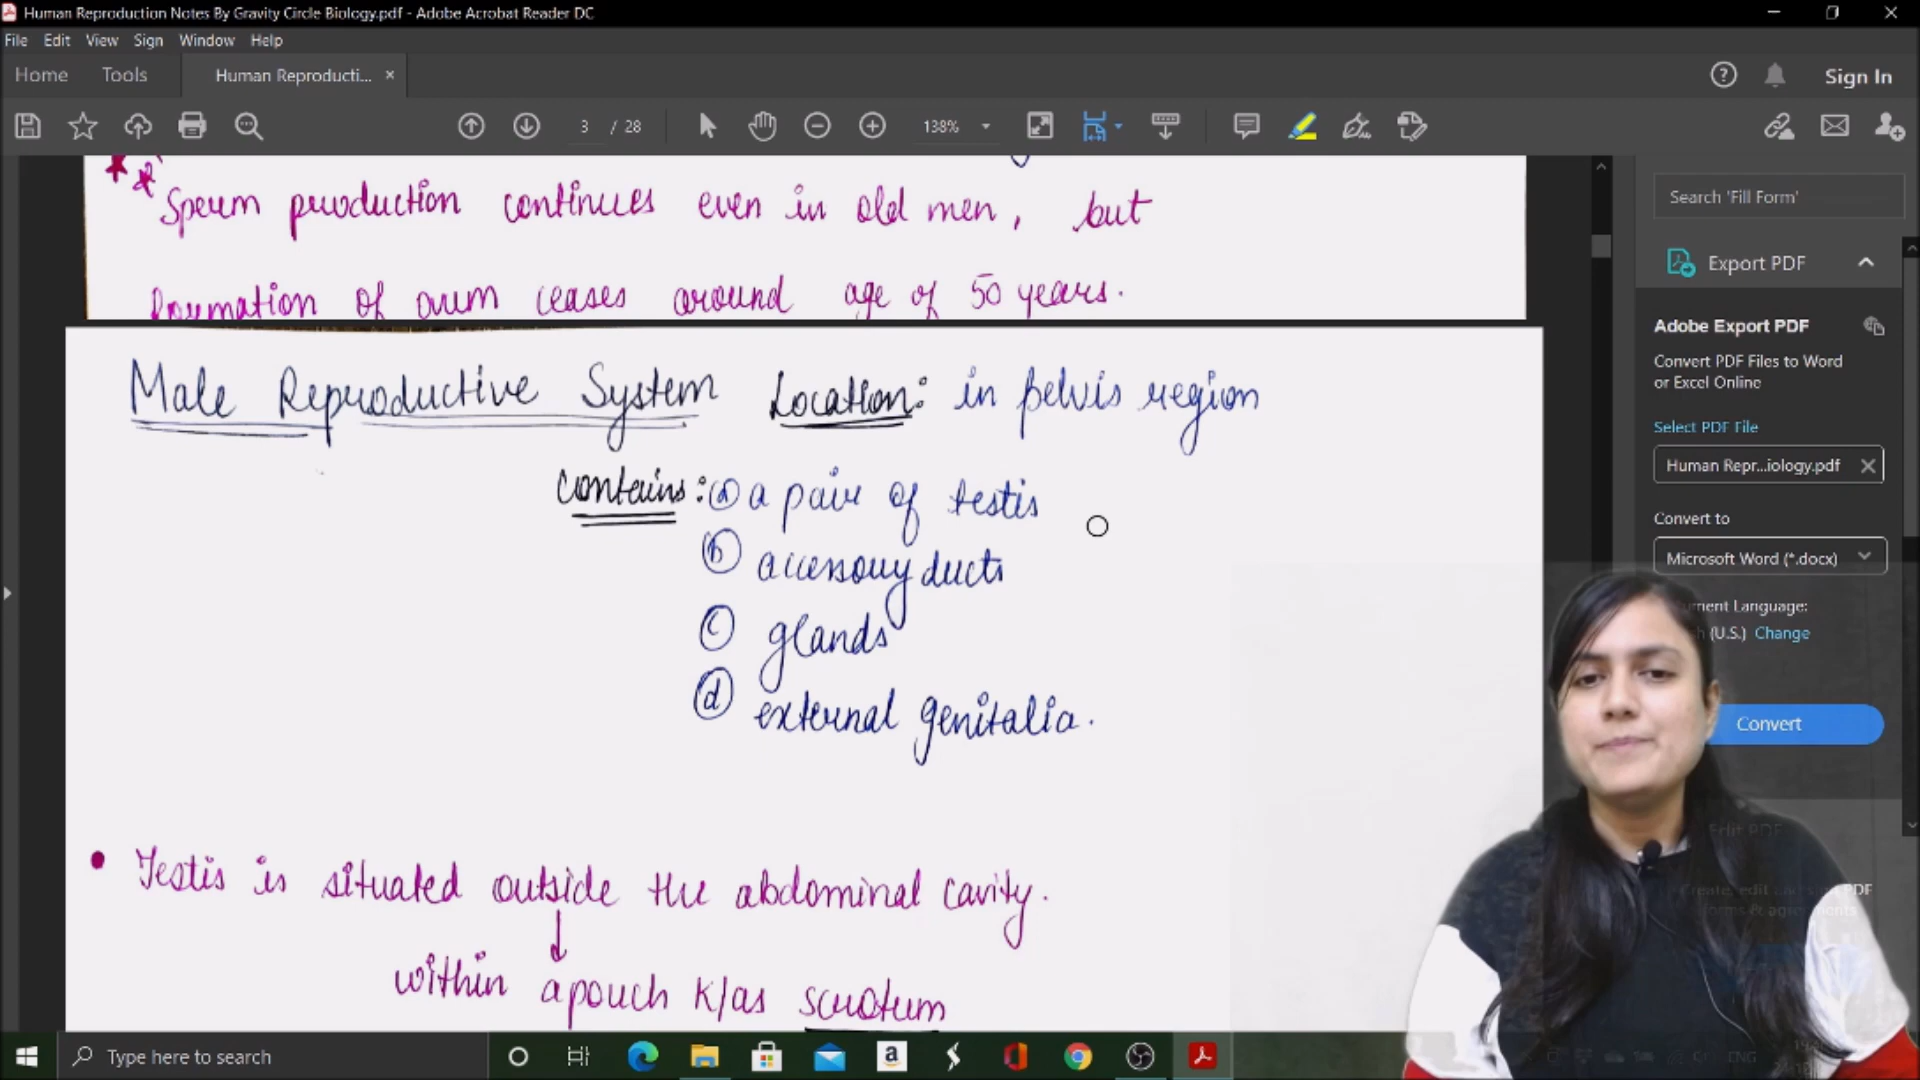 Human Reproduction Notes By Gravity Circle Biology.pdf - Adobe Acrobat Reader DC
File Edit View Sign Window Help
Home Tools Human Reproducti... ×
Sign In
3 / 28
138%
Sperm production continues even in old men, but
Formation of ovum ceases around age of 50 years.
Male Reproductive System Location: in pelvis region
Contains: (a) a pair of testis
(b) accessory ducts
(c) glands
(d) external genitalia.
• Testis is situated outside the abdominal cavity.
↓
within a pouch k/as scrotum
Search 'Fill Form'
Export PDF
Adobe Export PDF
Convert PDF Files to Word
or Excel Online
Select PDF File
Human Repr...iology.pdf ×
Convert to
Microsoft Word (*.docx)
Language:
(U.S.) Change
Convert
Edit PDF
Type here to search
ENG